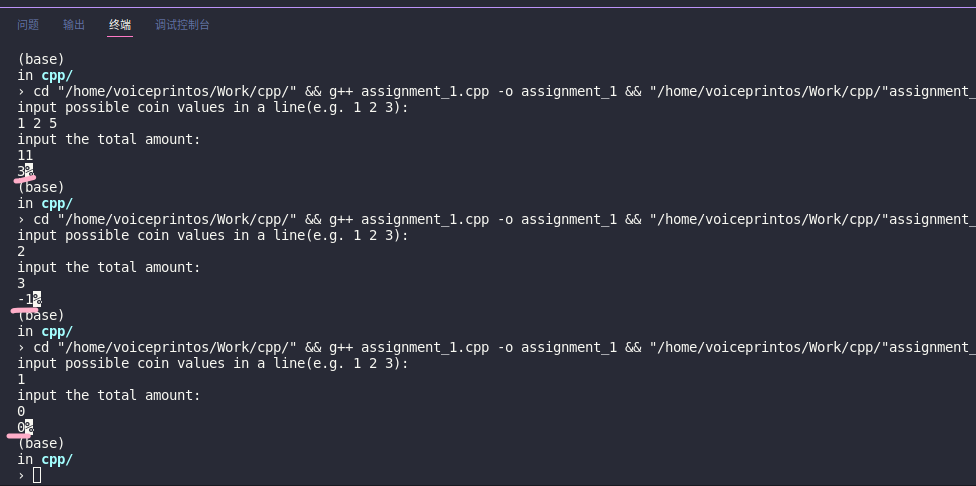 问题 输出 终端 调试控制台
(base)
in cpp/
› cd "/home/voiceprintos/Work/cpp/" && g++ assignment_1.cpp -o assignment_1 && "/home/voiceprintos/Work/cpp/"assignment_
input possible coin values in a line(e.g. 1 2 3):
1 2 5
input the total amount:
11
3%
(base)
in cpp/
› cd "/home/voiceprintos/Work/cpp/" && g++ assignment_1.cpp -o assignment_1 && "/home/voiceprintos/Work/cpp/"assignment_
input possible coin values in a line(e.g. 1 2 3):
2
input the total amount:
3
-1%
(base)
in cpp/
› cd "/home/voiceprintos/Work/cpp/" && g++ assignment_1.cpp -o assignment_1 && "/home/voiceprintos/Work/cpp/"assignment_
input possible coin values in a line(e.g. 1 2 3):
1
input the total amount:
0
0%
(base)
in cpp/
›